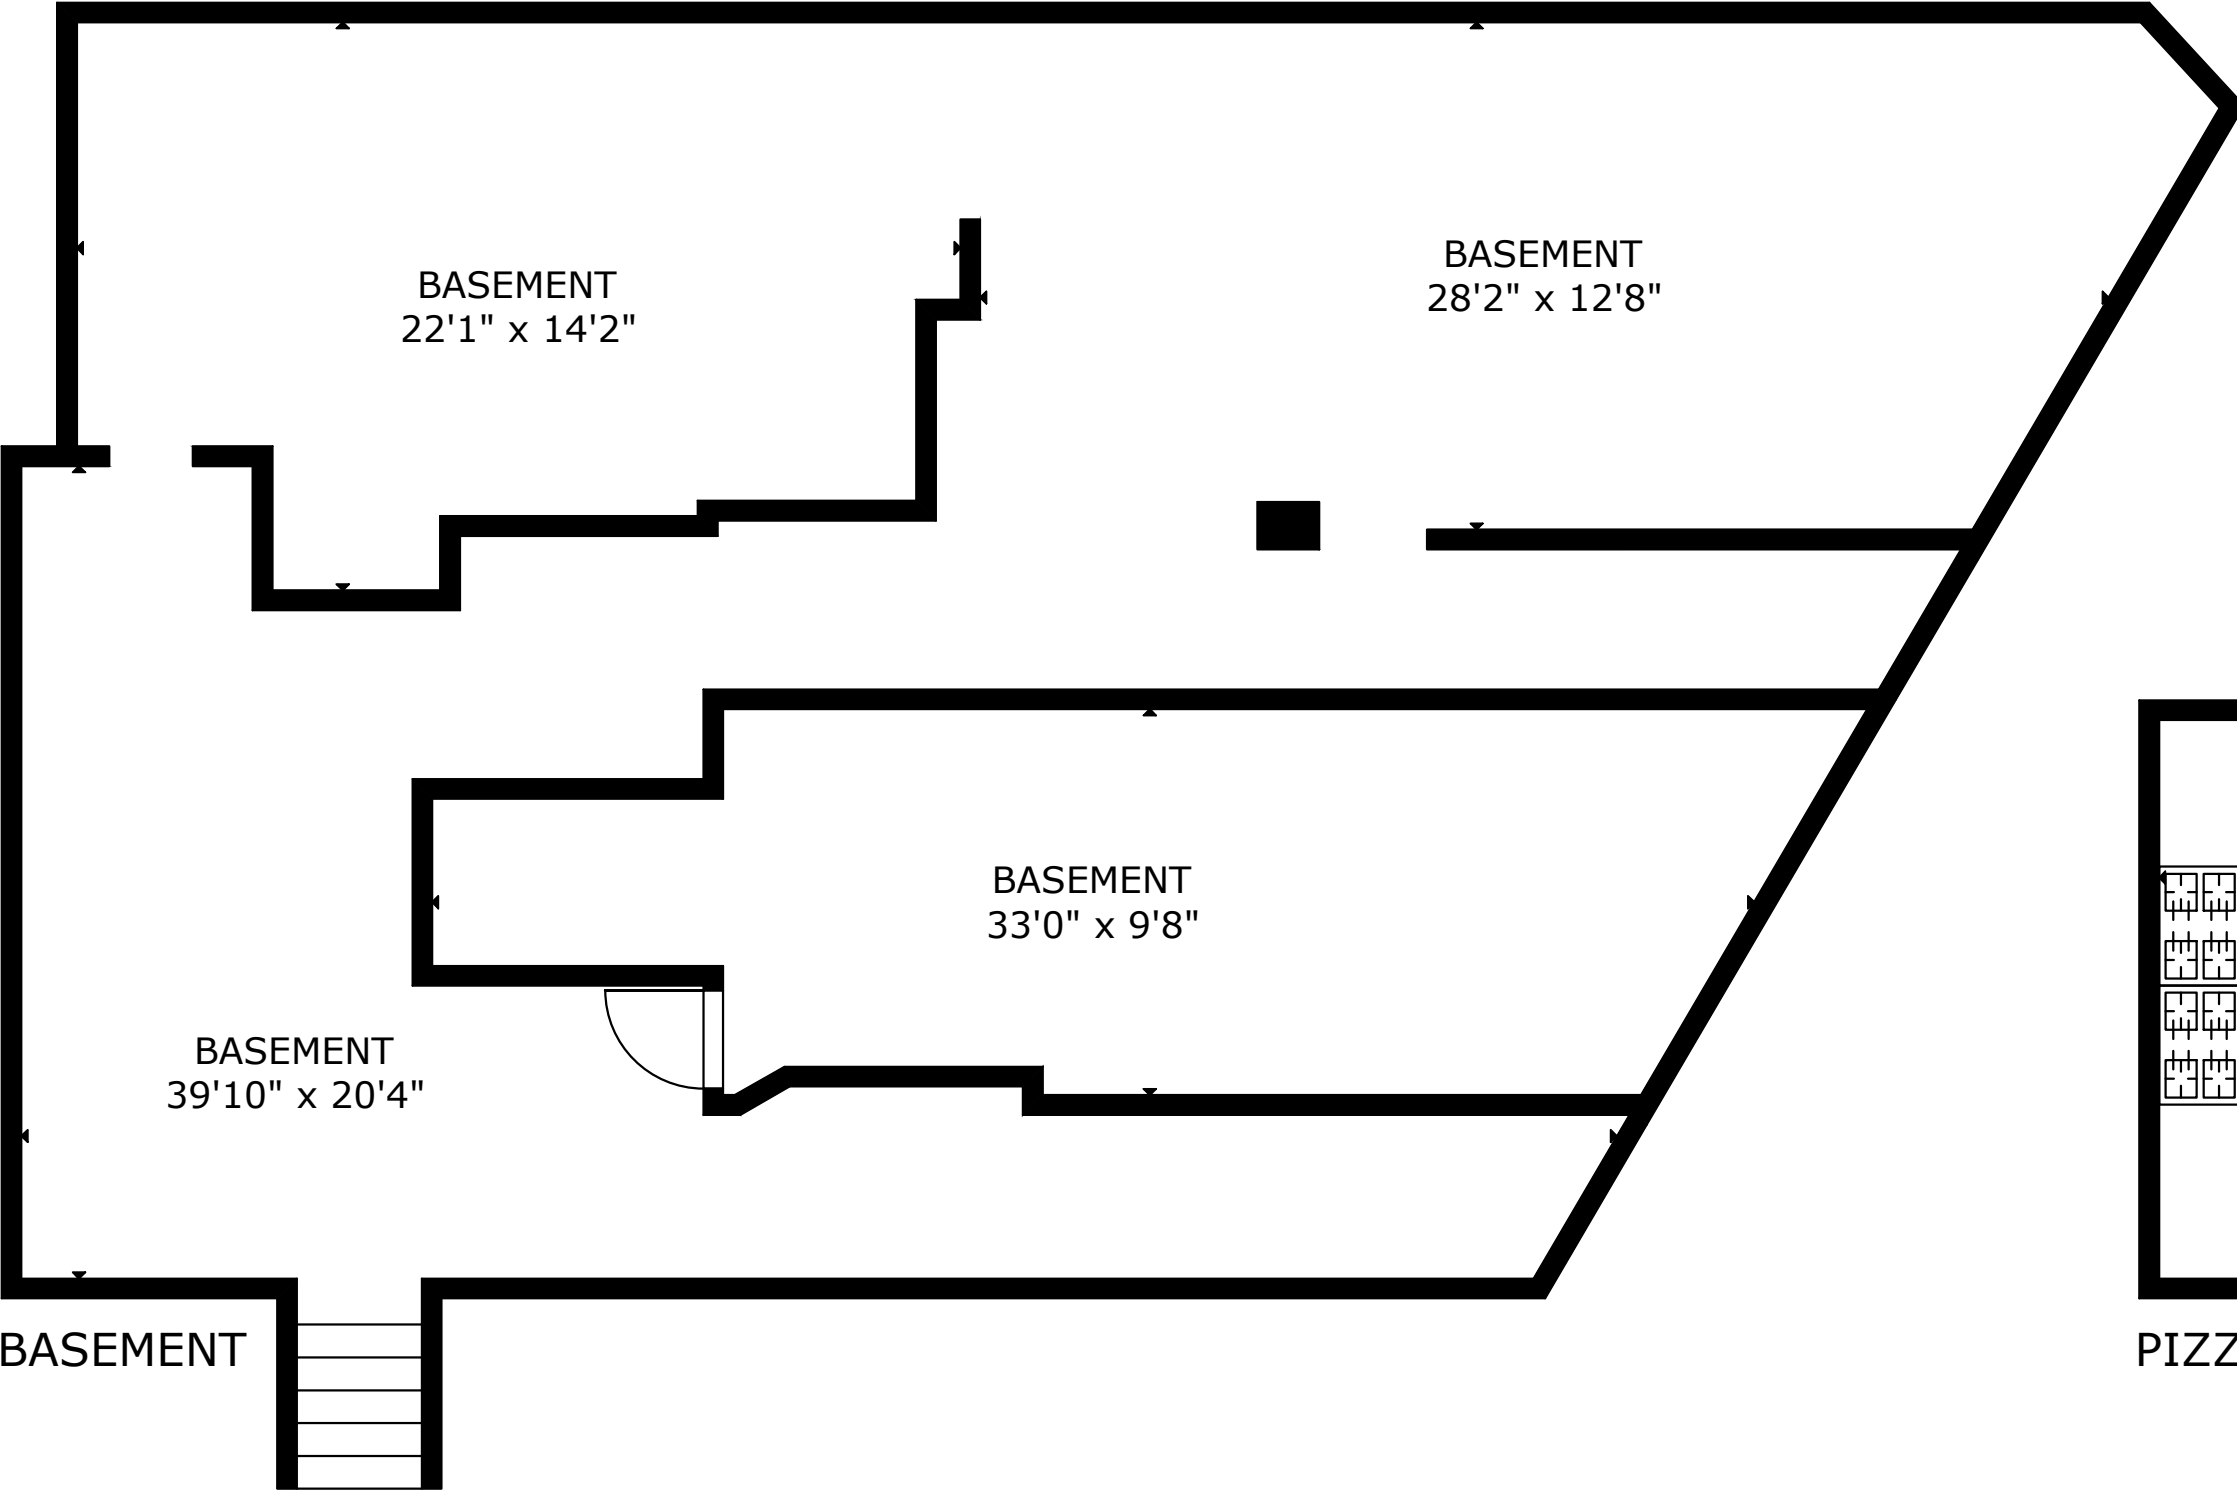 BASEMENT
28'2" x 12'8"
BASEMENT
22'1" x 14'2"
BASEMENT
33'0" x 9'8"
BASEMENT
39'10" x 20'4"
BASEMENT
PIZZ